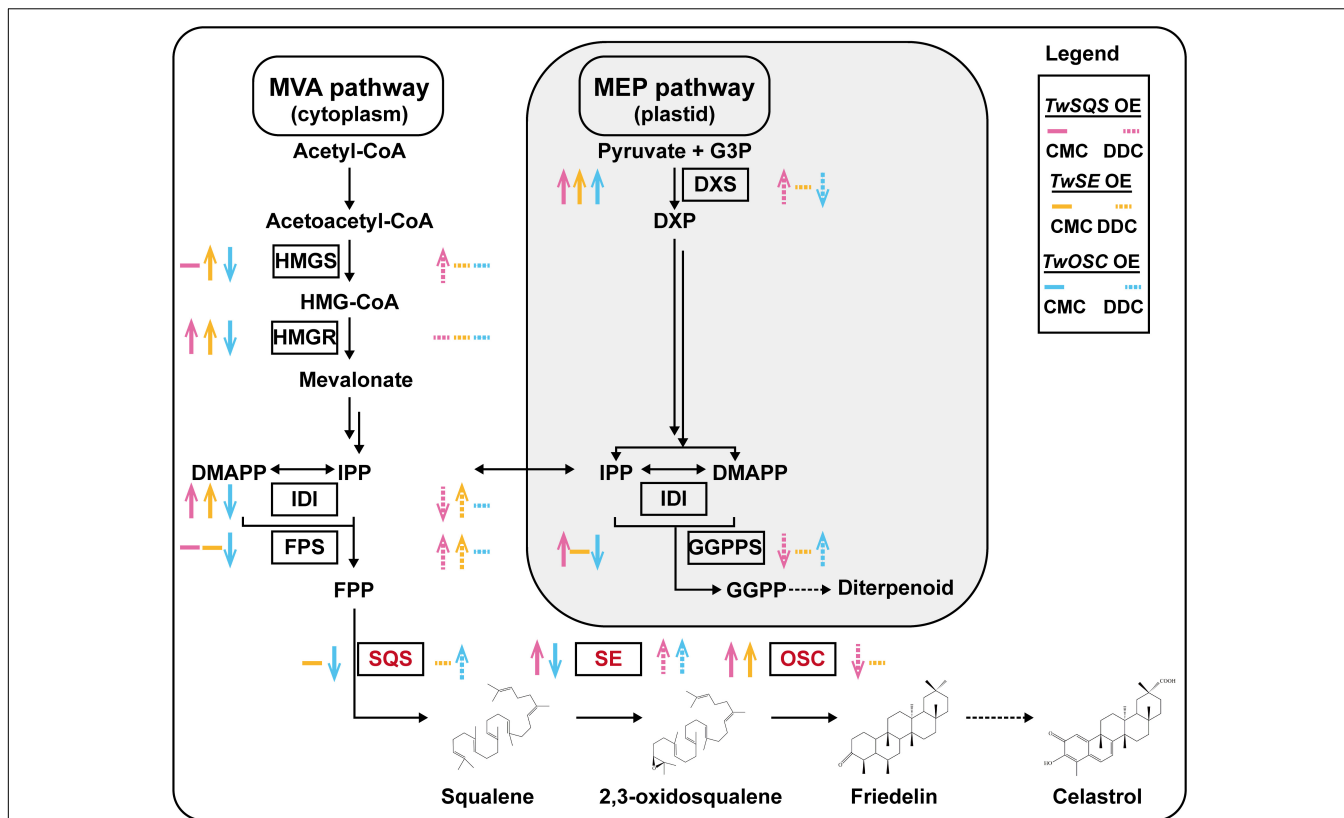 MVA pathway
(cytoplasm)
Acetyl-CoA
Acetoacetyl-CoA
HMGS
HMG-CoA
HMGR
Mevalonate
DMAPP
IPP
IDI
FPS
FPP
MEP pathway
(plastid)
Pyruvate + G3P
DXS
DXP
IPP
DMAPP
IDI
GGPPS
GGPP
Diterpenoid
SQS
SE
OSC
O
O
HO
O
COOH
Squalene
2,3-oxidosqualene
Friedelin
Celastrol
Legend
TwSQS OE
CMC DDC
TwSE OE
CMC DDC
TwOSC OE
CMC DDC